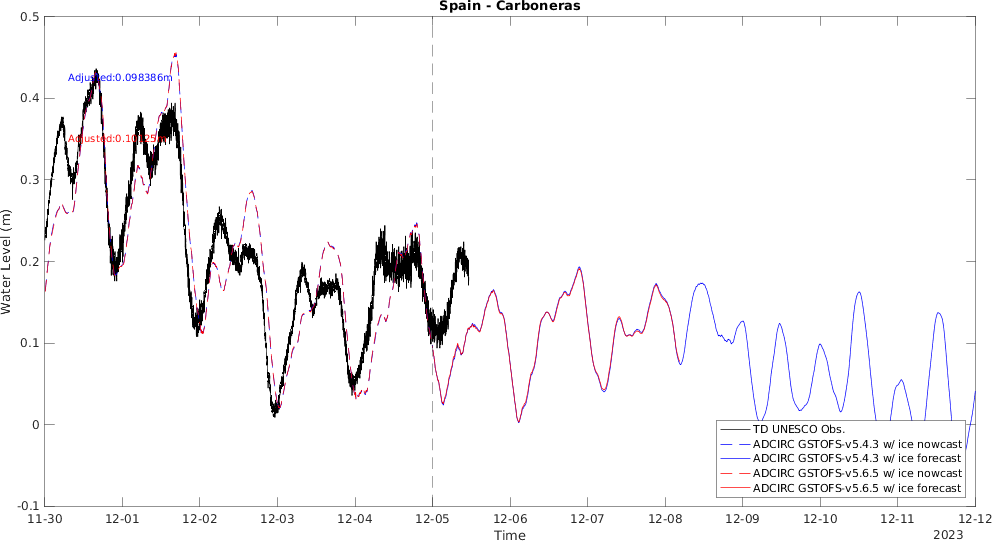 Spain - Carboneras
0.5
0.4
0.3
0.2
0.1
0
-0.1
Water Level (m)
Adjusted:0.098386m
11-30
12-01
12-02
12-03
12-04
12-05
12-06
12-07
12-08
12-09
12-10
12-11
12-12
Time
2023
TD UNESCO Obs.
ADCIRC GSTOFS-v5.4.3 w/ ice nowcast
ADCIRC GSTOFS-v5.4.3 w/ ice forecast
ADCIRC GSTOFS-v5.6.5 w/ ice nowcast
ADCIRC GSTOFS-v5.6.5 w/ ice forecast